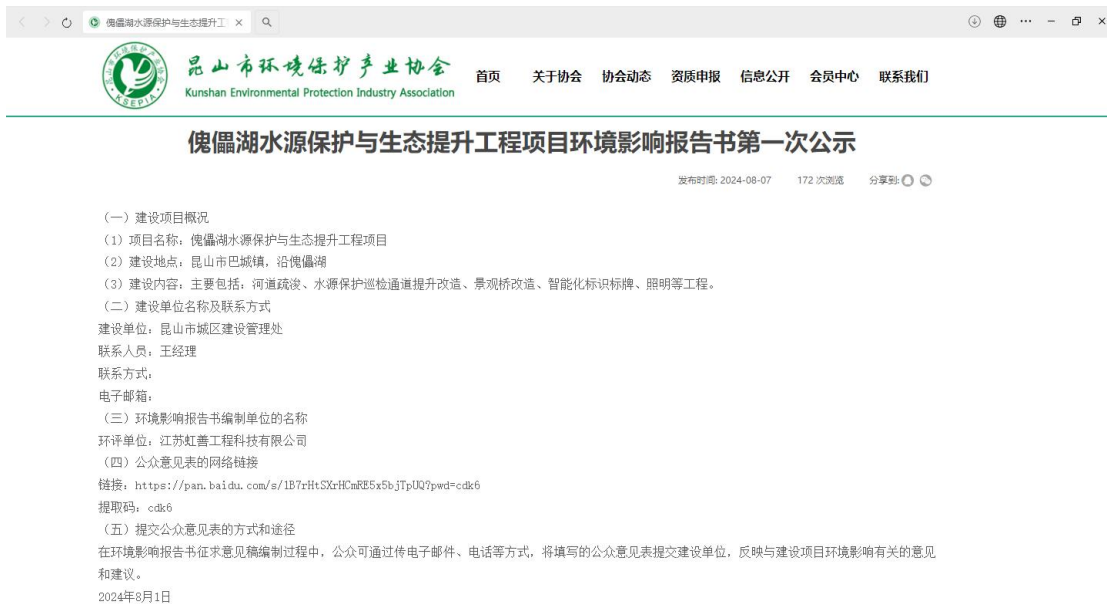 傀儡湖水源保护与生态提升工
昆山市环境保护产业协会
Kunshan Environmental Protection Industry Association
KSEPIA
首页 关于协会 协会动态 资质申报 信息公开 会员中心 联系我们
傀儡湖水源保护与生态提升工程项目环境影响报告书第一次公示
发布时间: 2024-08-07 172 次浏览 分享到:
（一）建设项目概况
（1）项目名称：傀儡湖水源保护与生态提升工程项目
（2）建设地点：昆山市巴城镇，沿傀儡湖
（3）建设内容：主要包括：河道疏浚、水源保护巡检通道提升改造、景观桥改造、智能化标识标牌、照明等工程。
（二）建设单位名称及联系方式
建设单位：昆山市城区建设管理处
联系人员：王经理
联系方式：
电子邮箱：
（三）环境影响报告书编制单位的名称
环评单位：江苏虹善工程科技有限公司
（四）公众意见表的网络链接
链接：https://pan.baidu.com/s/1B7rHtSXrHCmRE5x5bjTpUQ?pwd=cdk6
提取码：cdk6
（五）提交公众意见表的方式和途径
在环境影响报告书征求意见稿编制过程中，公众可通过传电子邮件、电话等方式，将填写的公众意见表提交建设单位，反映与建设项目环境影响有关的意见
和建议。
2024年8月1日